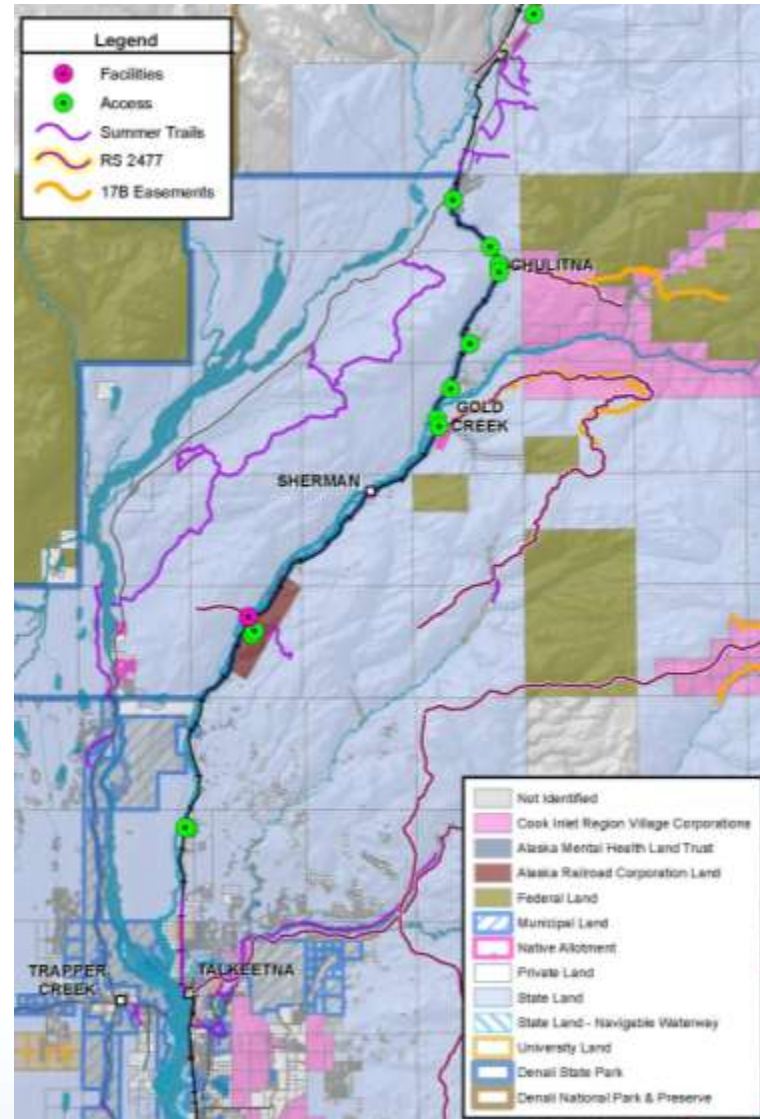 Legend
Facilities
Access
Summer Trails
RS 2477
17B Easements
CHULITNA
GOLD
CREEK
SHERMAN
TRAPPER
CREEK
TALKEETNA
Not Identified
Cook Inlet Region Village Corporations
Alaska Mental Health Land Trust
Alaska Railroad Corporation Land
Federal Land
Municipal Land
Native Allotment
Private Land
State Land
State Land - Navigable Waterway
University Land
Denali State Park
Denali National Park & Preserve